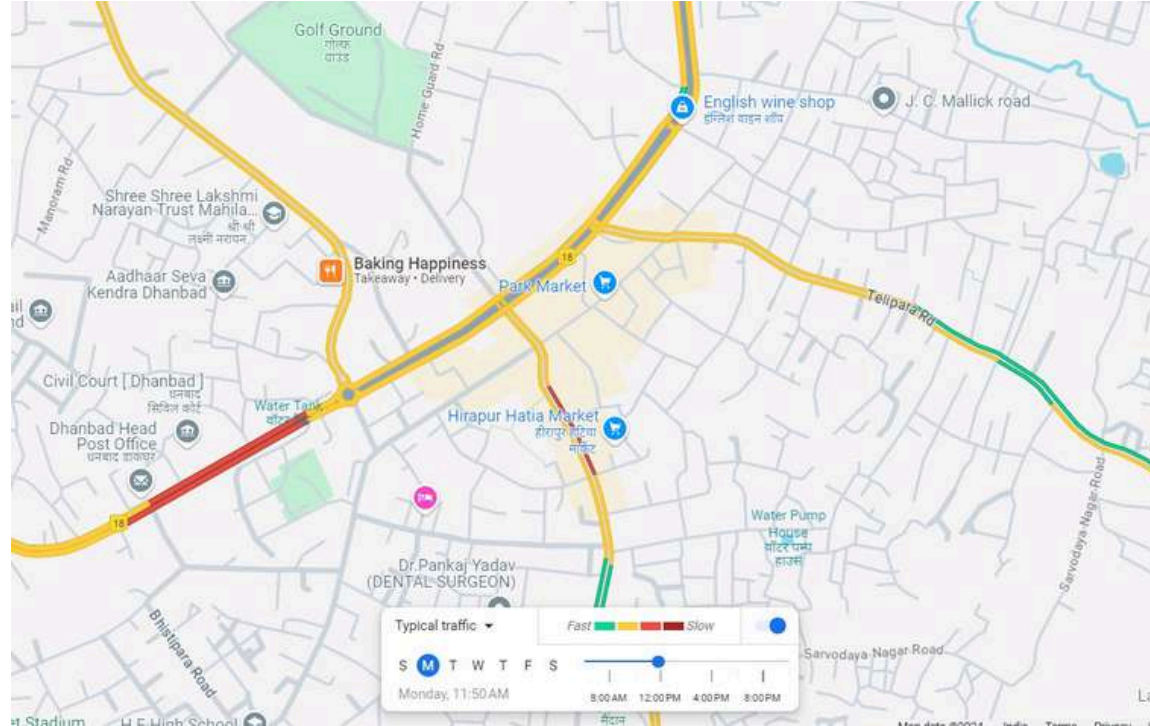 Golf Ground
गोल्फ
ग्राउंड
Home Guard Rd
English wine shop
इंग्लिश वाइन शॉप
J. C. Mallick road
Manoram Rd
Shree Shree Lakshmi
Narayan Trust Mahila...
श्री श्री
लक्ष्मी नारायण..
Baking Happiness
Takeaway • Delivery
18
Park Market
Aadhaar Seva
Kendra Dhanbad
Telipara Rd
Civil Court [ Dhanbad ]
धनबाद
सिविल कोर्ट
Water Tank
वॉटर
Hirapur Hatia Market
हीरापुर हटिया
मार्केट
Dhanbad Head
Post Office
धनबाद डाकघर
18
Water Pump
House
वॉटर पम्प
हाउस
Sarvodaya Nagar Road
Dr.Pankaj Yadav
(DENTAL SURGEON)
Bhistipara Road
Typical traffic
Fast
Slow
S M T W T F S
Monday, 11:50 AM
8:00 AM 12:00 PM 4:00 PM 8:00 PM
Sarvodaya Nagar Road
मैदान
et Stadium
H.E High School
Map data ©2024 India Terms Privacy